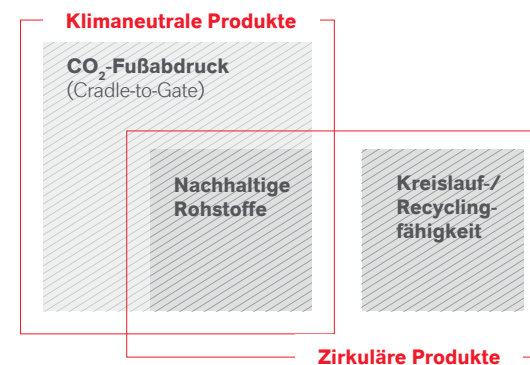 Klimaneutrale Produkte
CO₂-Fußabdruck
(Cradle-to-Gate)
Nachhaltige
Rohstoffe
Kreislauf-/
Recycling-
fähigkeit
Zirkuläre Produkte